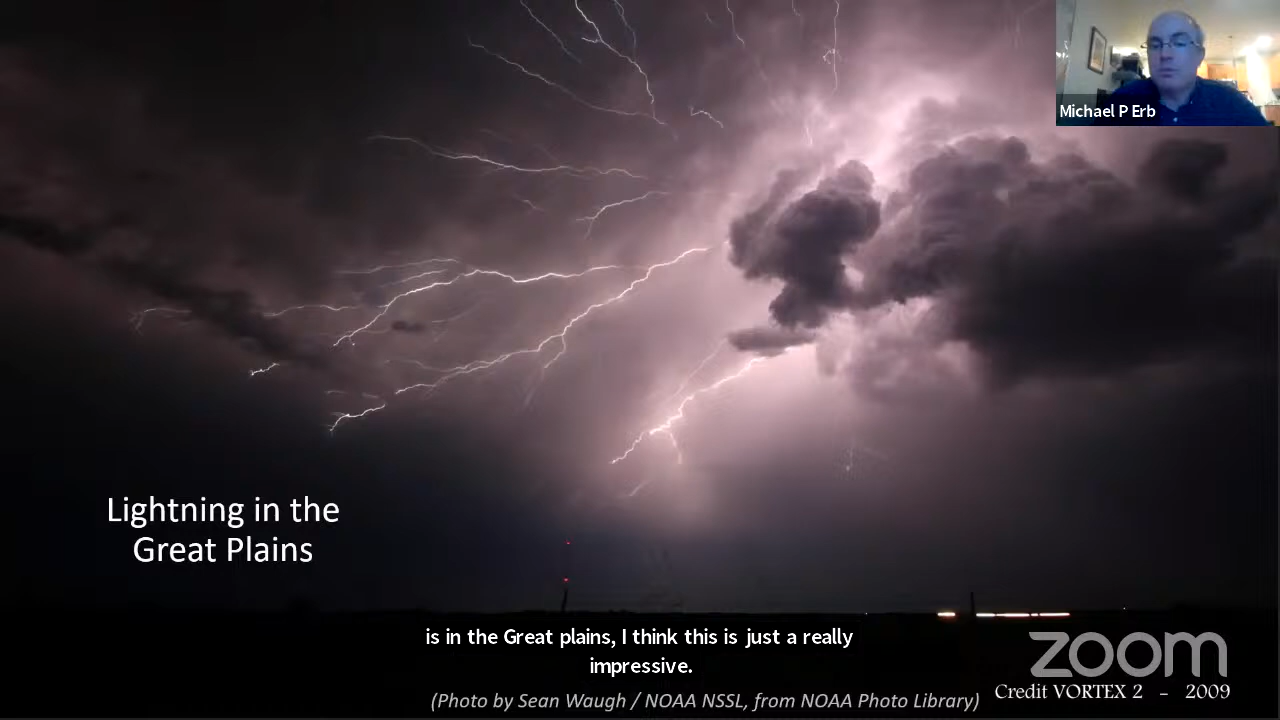 Michael P Erb
Lightning in the
Great Plains
is in the Great plains, I think this is just a really
impressive.
zoom
(Photo by Sean Waugh / NOAA NSSL, from NOAA Photo Library)
Credit VORTEX 2 - 2009